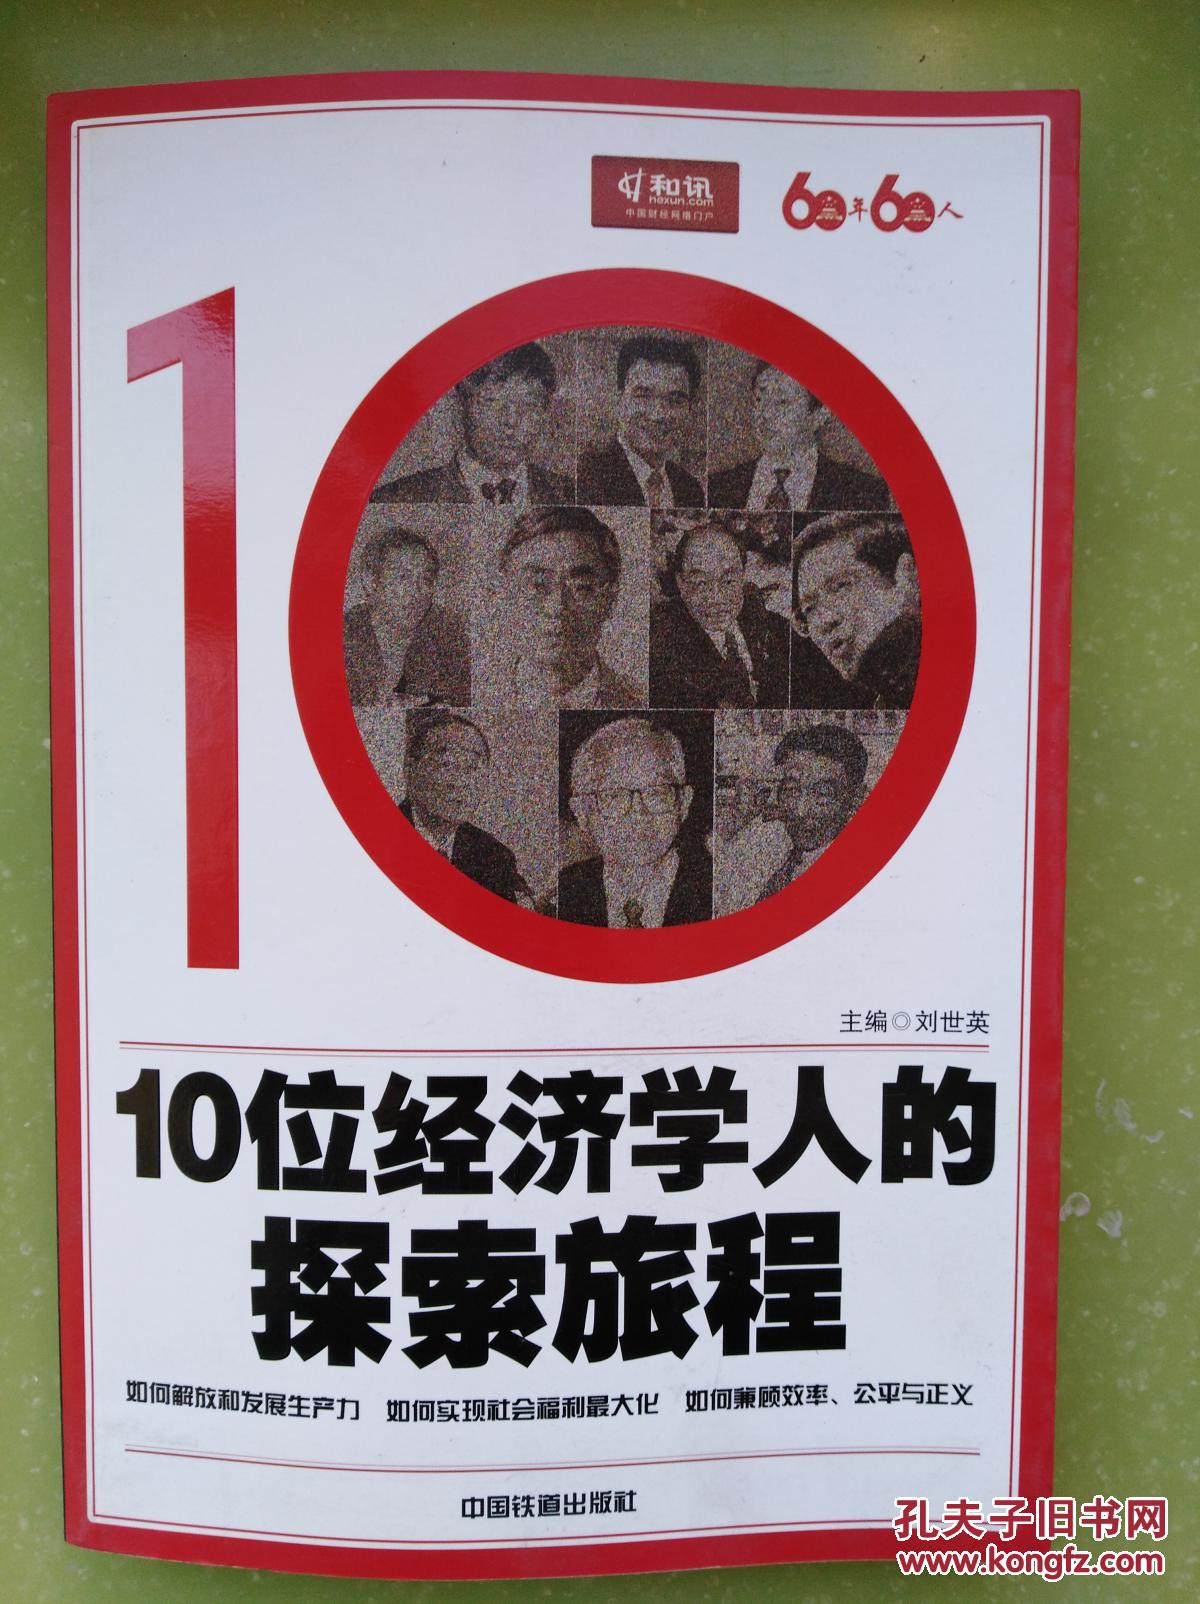 和讯
hexun.com
中国财经网络门户
60年60人
10
主编◎刘世英
10位经济学人的
探索旅程
如何解放和发展生产力 如何实现社会福利最大化 如何兼顾效率、公平与正义
中国铁道出版社
孔夫子旧书网
www.kongfz.com